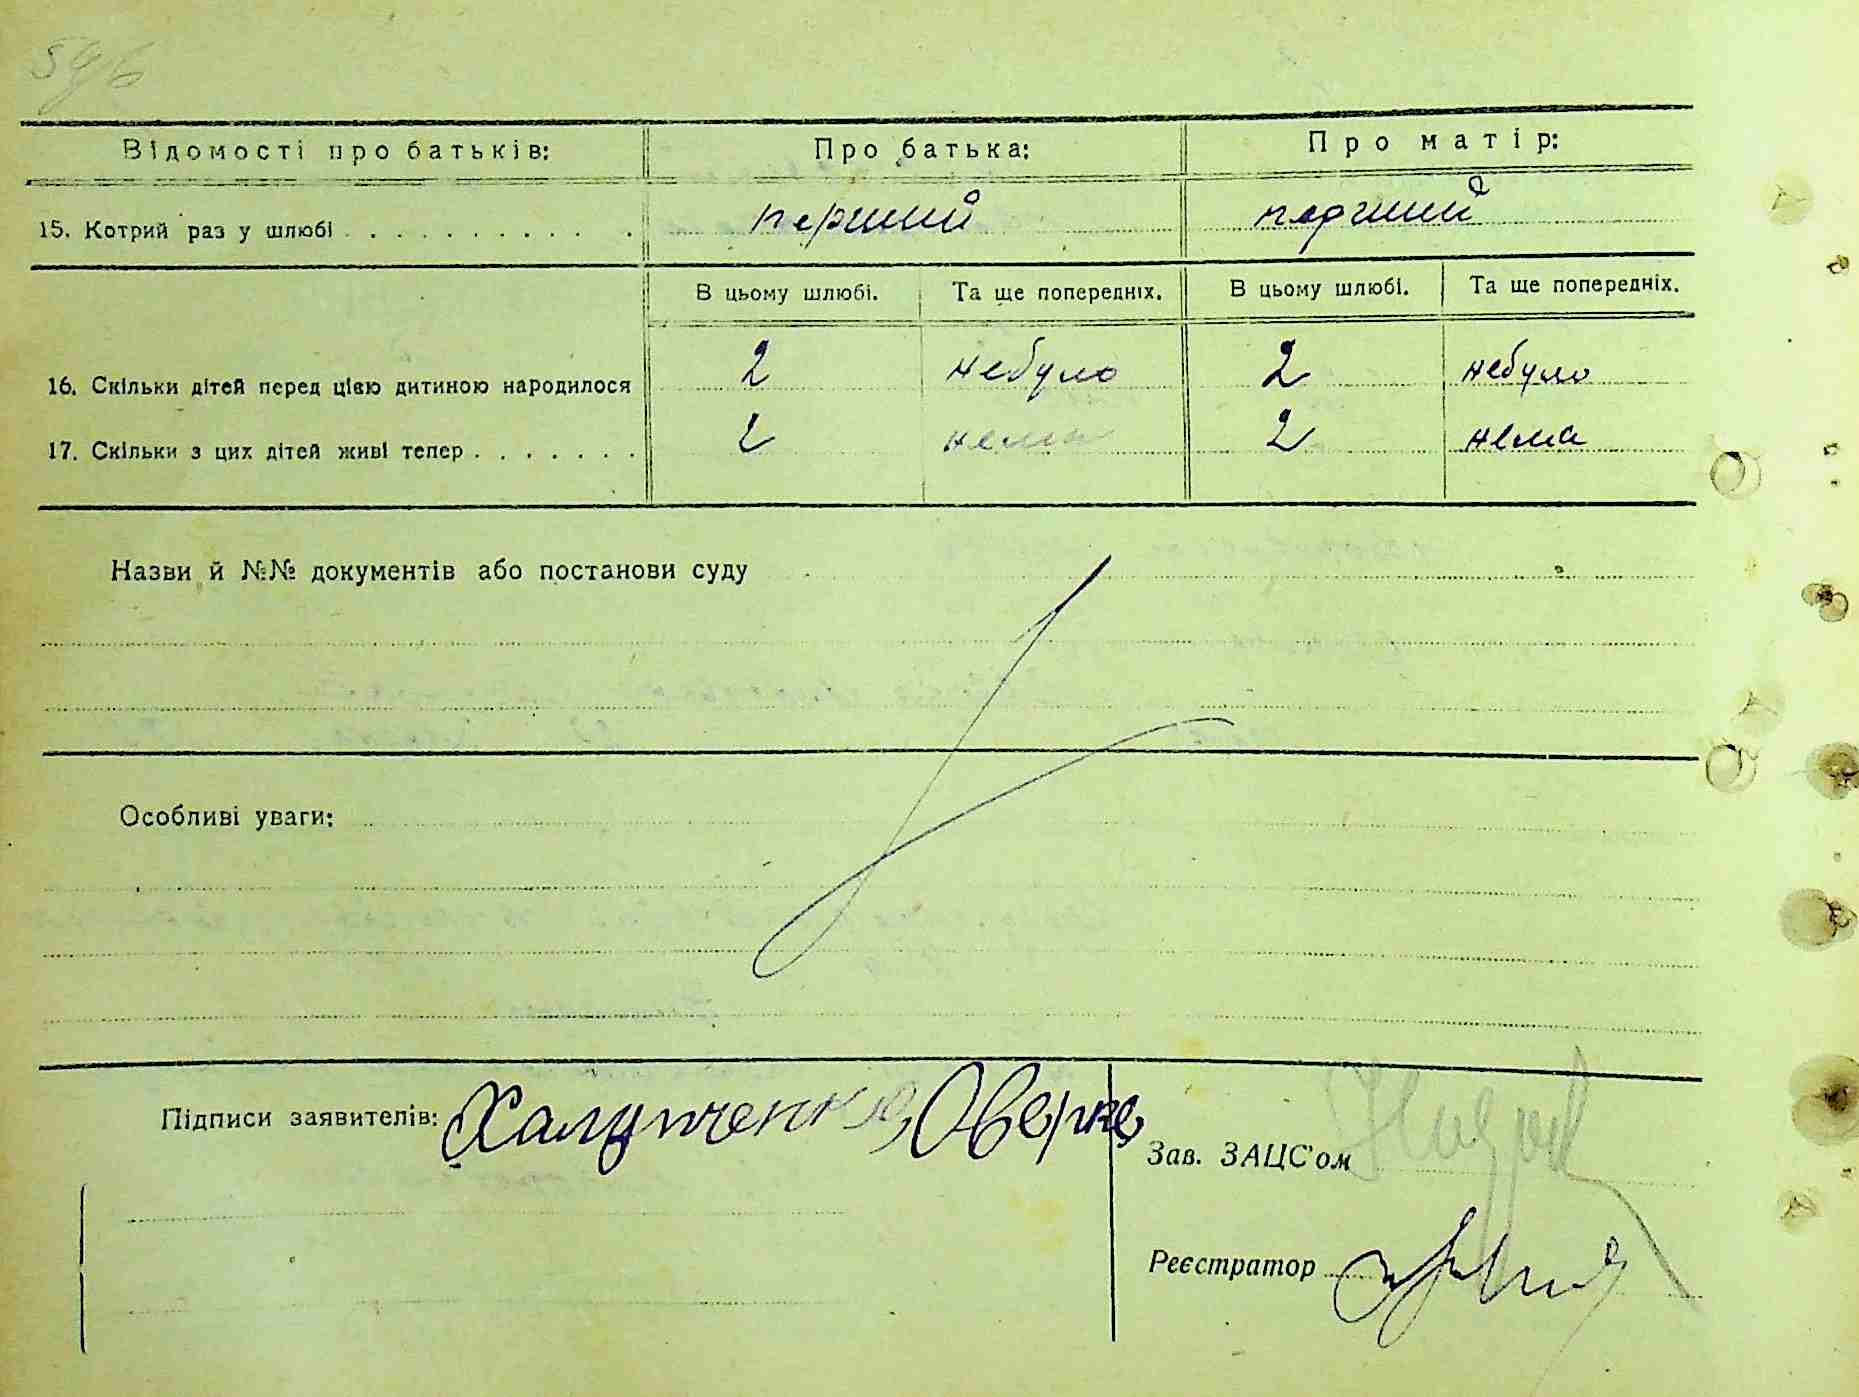 596
Відомості про батьків: Про батька: Про матір:
15. Котрий раз у шлюбі . . . . . . . . . . . перший перший
В цьому шлюбі. Та ще попередніх. В цьому шлюбі. Та ще попередніх.
16. Скільки дітей перед цією дитиною народилося 2 небуло 2 небуло
17. Скільки з цих дітей живі тепер . . . . . . . 2 нема 2 нема
Назви й №№ документів або постанови суду
Особливі уваги:
Підписи заявителів:
Зав. ЗАЦС'ом
Реєстратор